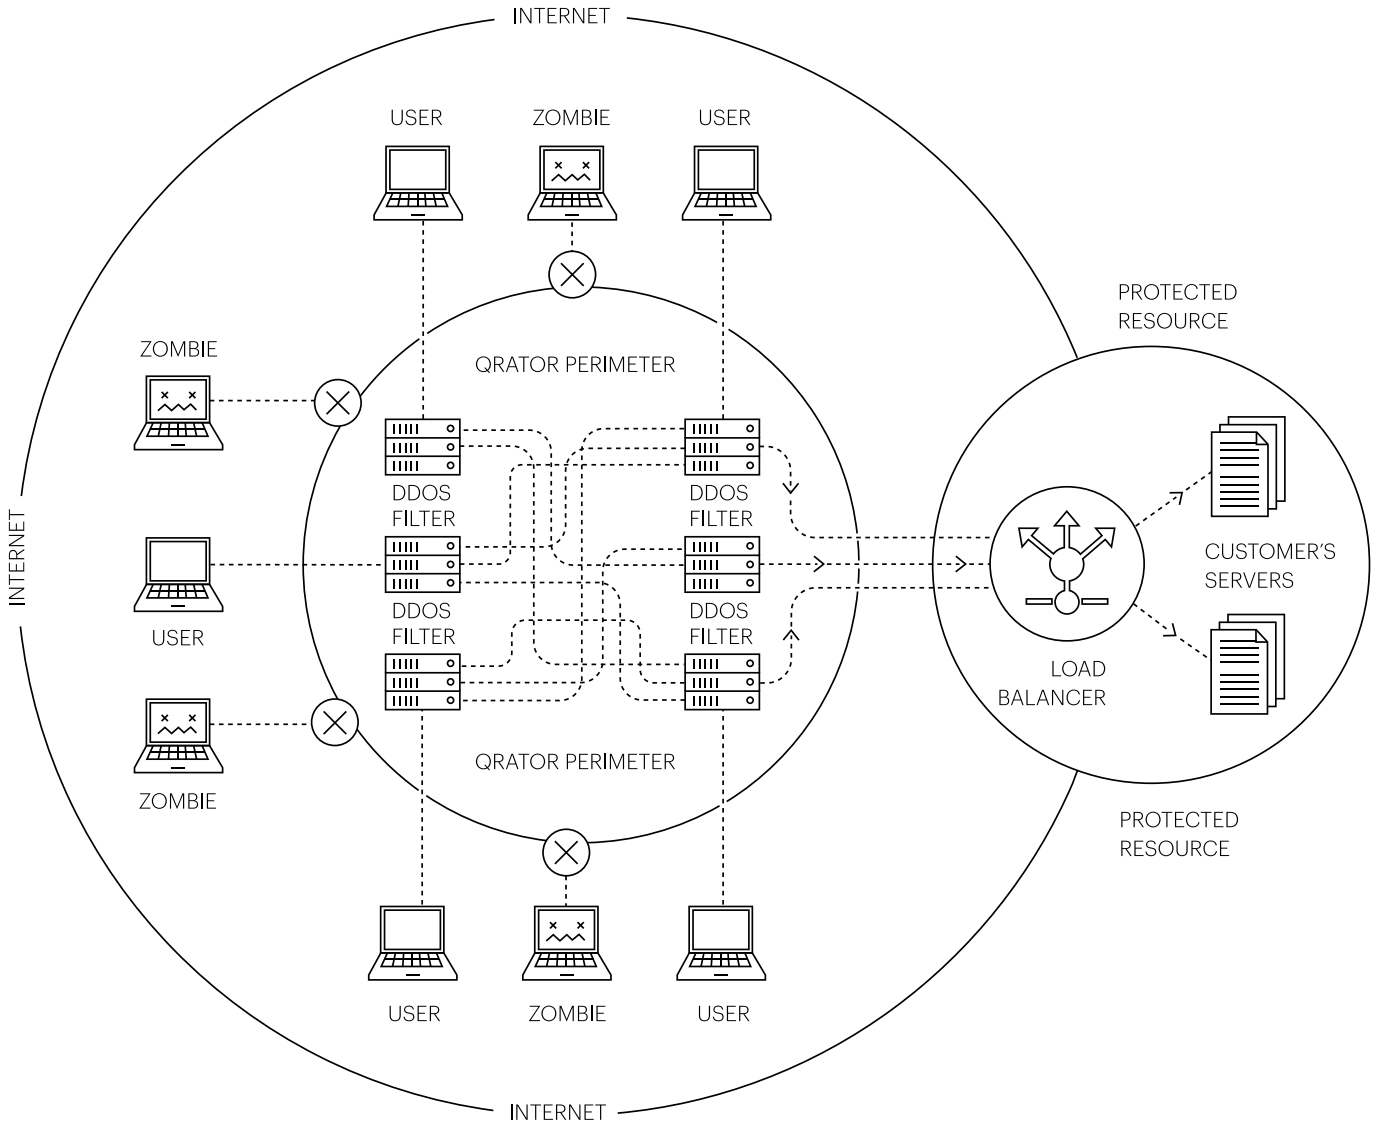 INTERNET
USER
ZOMBIE
USER
PROTECTED
RESOURCE
ZOMBIE
QRATOR PERIMETER
DDOS
FILTER
DDOS
FILTER
INTERNET
CUSTOMER'S
SERVERS
USER
DDOS
FILTER
DDOS
FILTER
LOAD
BALANCER
QRATOR PERIMETER
ZOMBIE
PROTECTED
RESOURCE
USER
ZOMBIE
USER
INTERNET